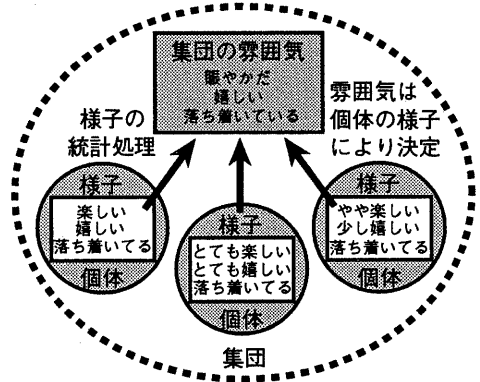 集団の雰囲気
賑やかだ
嬉しい
落ち着いている
様子の
統計処理
雰囲気は
個体の様子
により決定
様子
楽しい
嬉しい
落ち着いてる
個体
様子
とても楽しい
とても嬉しい
落ち着いてる
個体
様子
やや楽しい
少し嬉しい
落ち着いてる
個体
集団